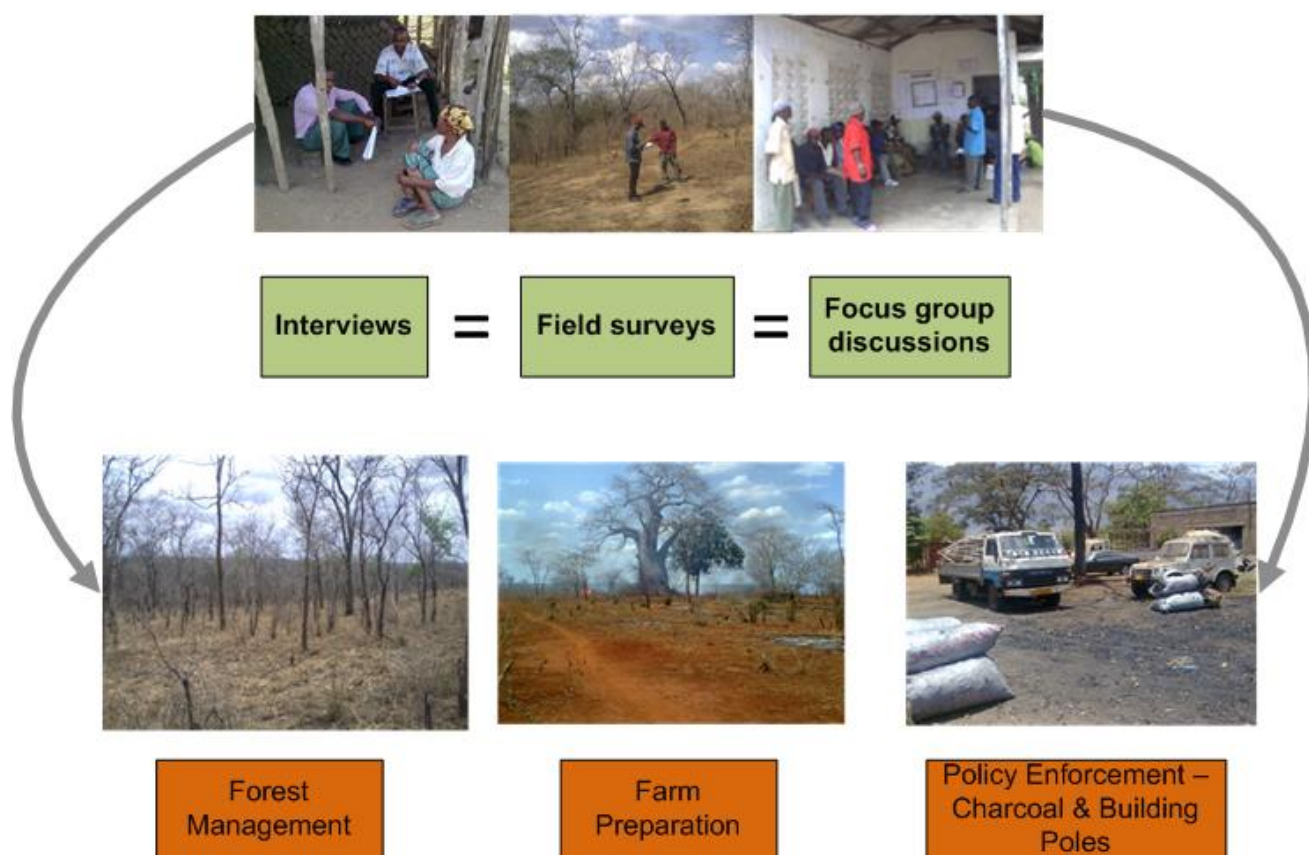 Interviews
=
Field surveys
=
Focus group
discussions
Forest
Management
Farm
Preparation
Policy Enforcement –
Charcoal & Building
Poles